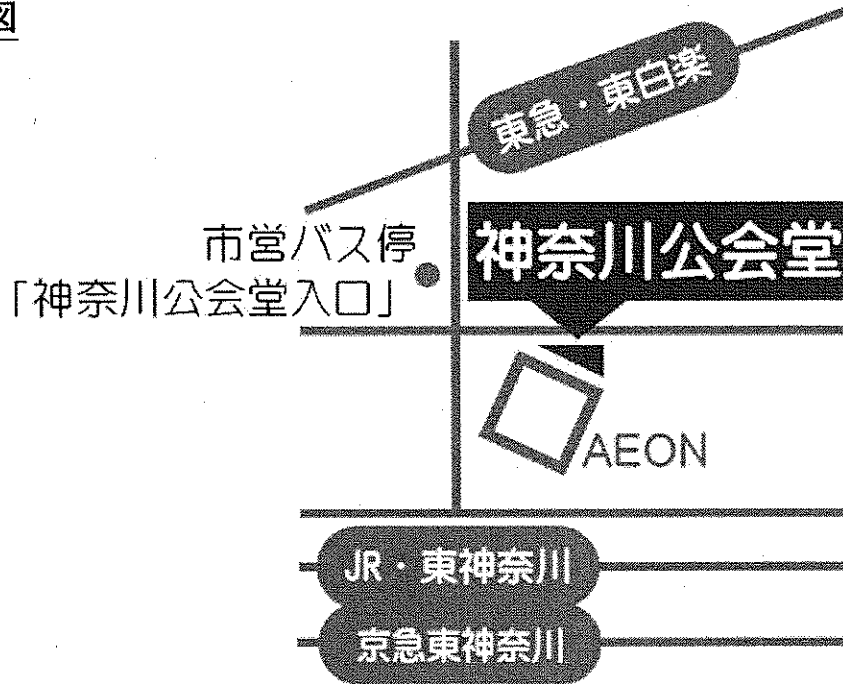 図
東急・東白楽
市営バス停
「神奈川公会堂入口」
神奈川公会堂
AEON
JR・東神奈川
京急東神奈川